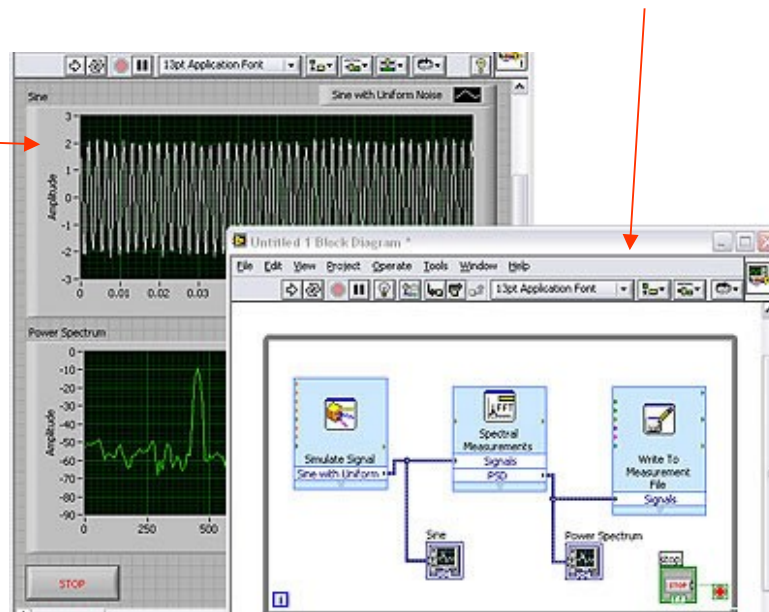 13pt Application Font
Sine
Sine with Uniform Noise
3
2
1
0
-1
-2
-3
Amplitude
0 0.01 0.02 0.03
Power Spectrum
0
-10
-20
-30
-40
-50
-60
-70
-80
-90
Amplitude
0 250 500
STOP
Untitled 1 Block Diagram *
File Edit View Project Operate Tools Window Help
13pt Application Font
Simulate Signal
Sine with Uniform
FFT
Spectral
Measurements
Signals
PSD
Write To
Measurement
File
Signals
Sine
Power Spectrum
stop
STOP
i